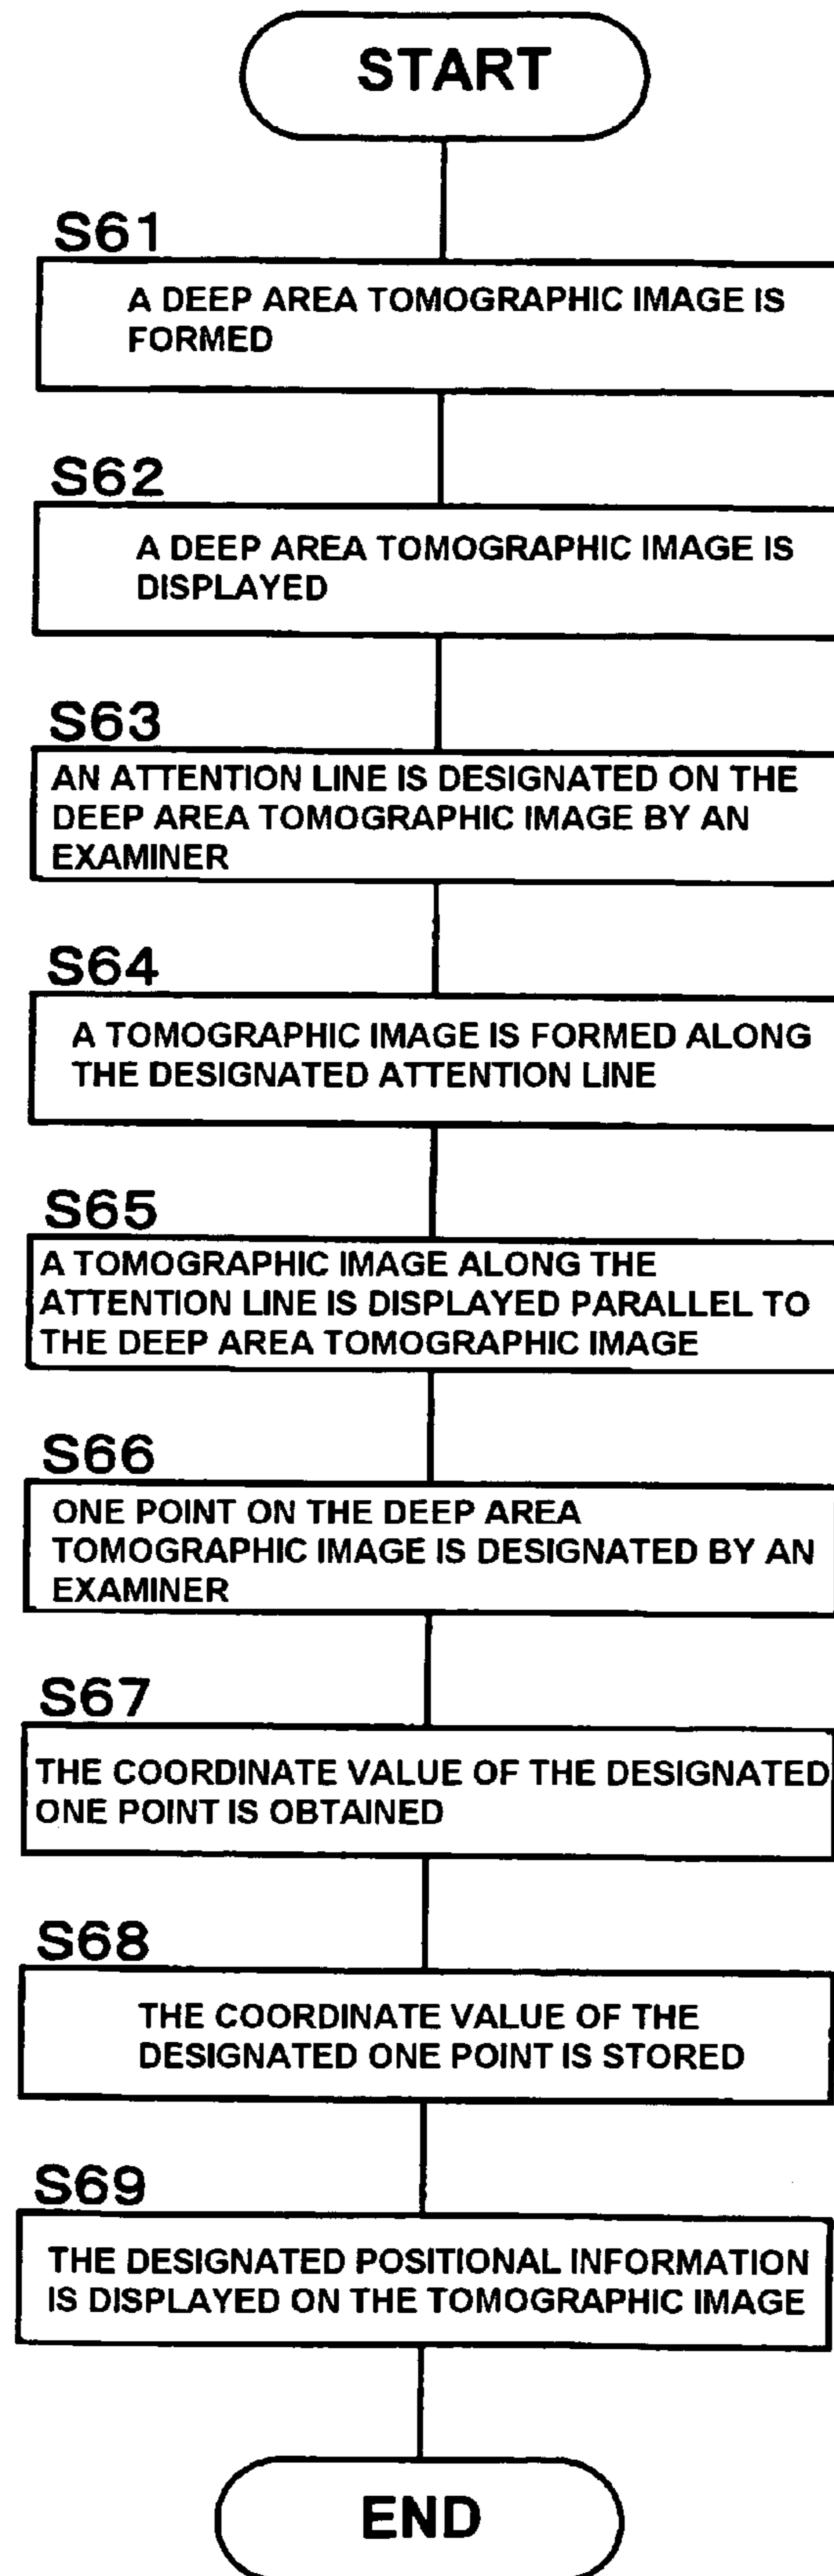 START
S61
A DEEP AREA TOMOGRAPHIC IMAGE IS
FORMED
S62
A DEEP AREA TOMOGRAPHIC IMAGE IS
DISPLAYED
S63
AN ATTENTION LINE IS DESIGNATED ON THE
DEEP AREA TOMOGRAPHIC IMAGE BY AN
EXAMINER
S64
A TOMOGRAPHIC IMAGE IS FORMED ALONG
THE DESIGNATED ATTENTION LINE
S65
A TOMOGRAPHIC IMAGE ALONG THE
ATTENTION LINE IS DISPLAYED PARALLEL TO
THE DEEP AREA TOMOGRAPHIC IMAGE
S66
ONE POINT ON THE DEEP AREA
TOMOGRAPHIC IMAGE IS DESIGNATED BY AN
EXAMINER
S67
THE COORDINATE VALUE OF THE DESIGNATED
ONE POINT IS OBTAINED
S68
THE COORDINATE VALUE OF THE
DESIGNATED ONE POINT IS STORED
S69
THE DESIGNATED POSITIONAL INFORMATION
IS DISPLAYED ON THE TOMOGRAPHIC IMAGE
END